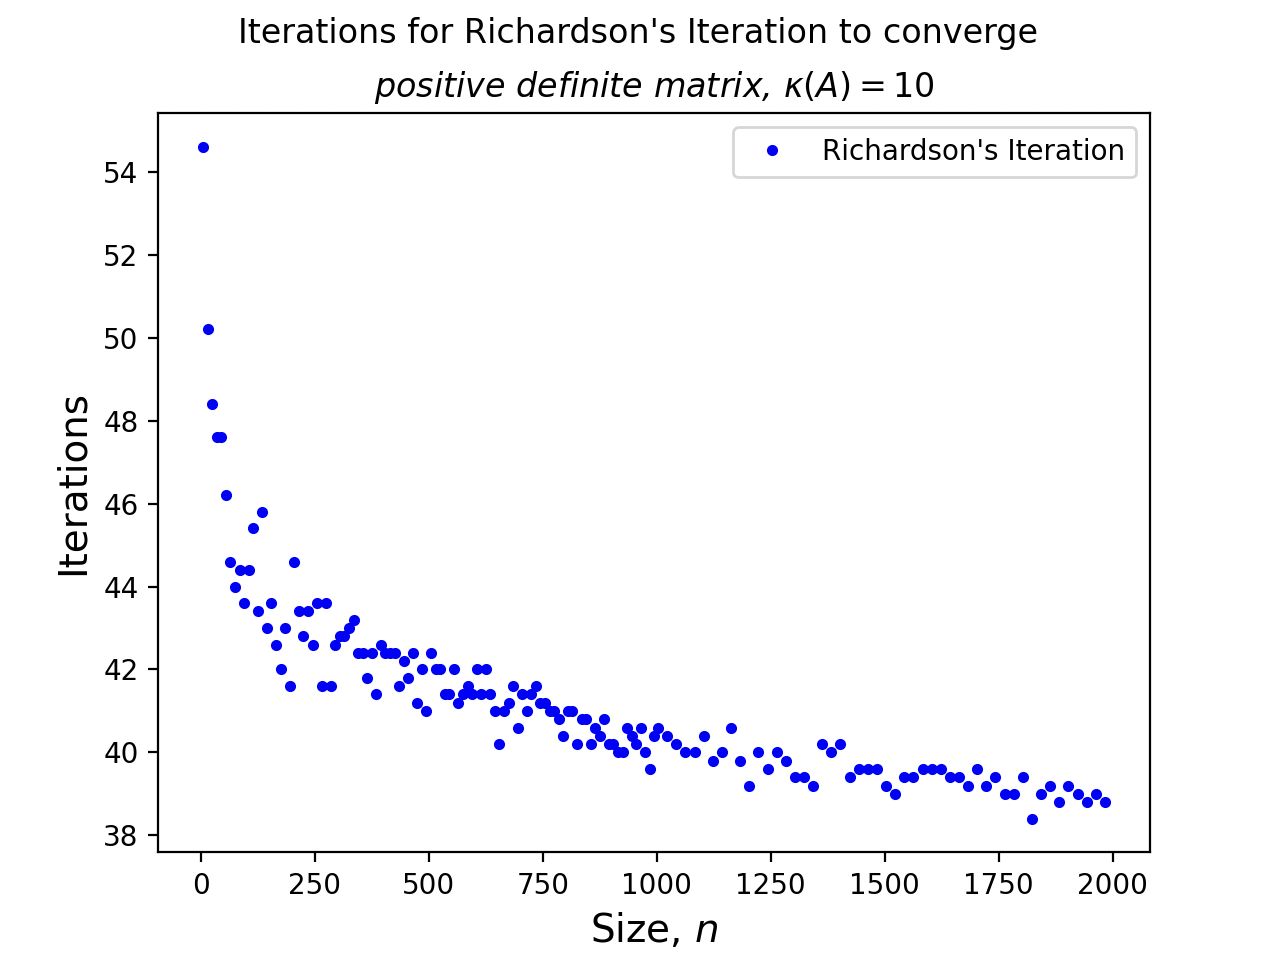 Iterations for Richardson's Iteration to converge
positive definite matrix, κ(A) = 10
Richardson's Iteration
54
52
50
48
46
44
42
40
38
Iterations
0 250 500 750 1000 1250 1500 1750 2000
Size, n